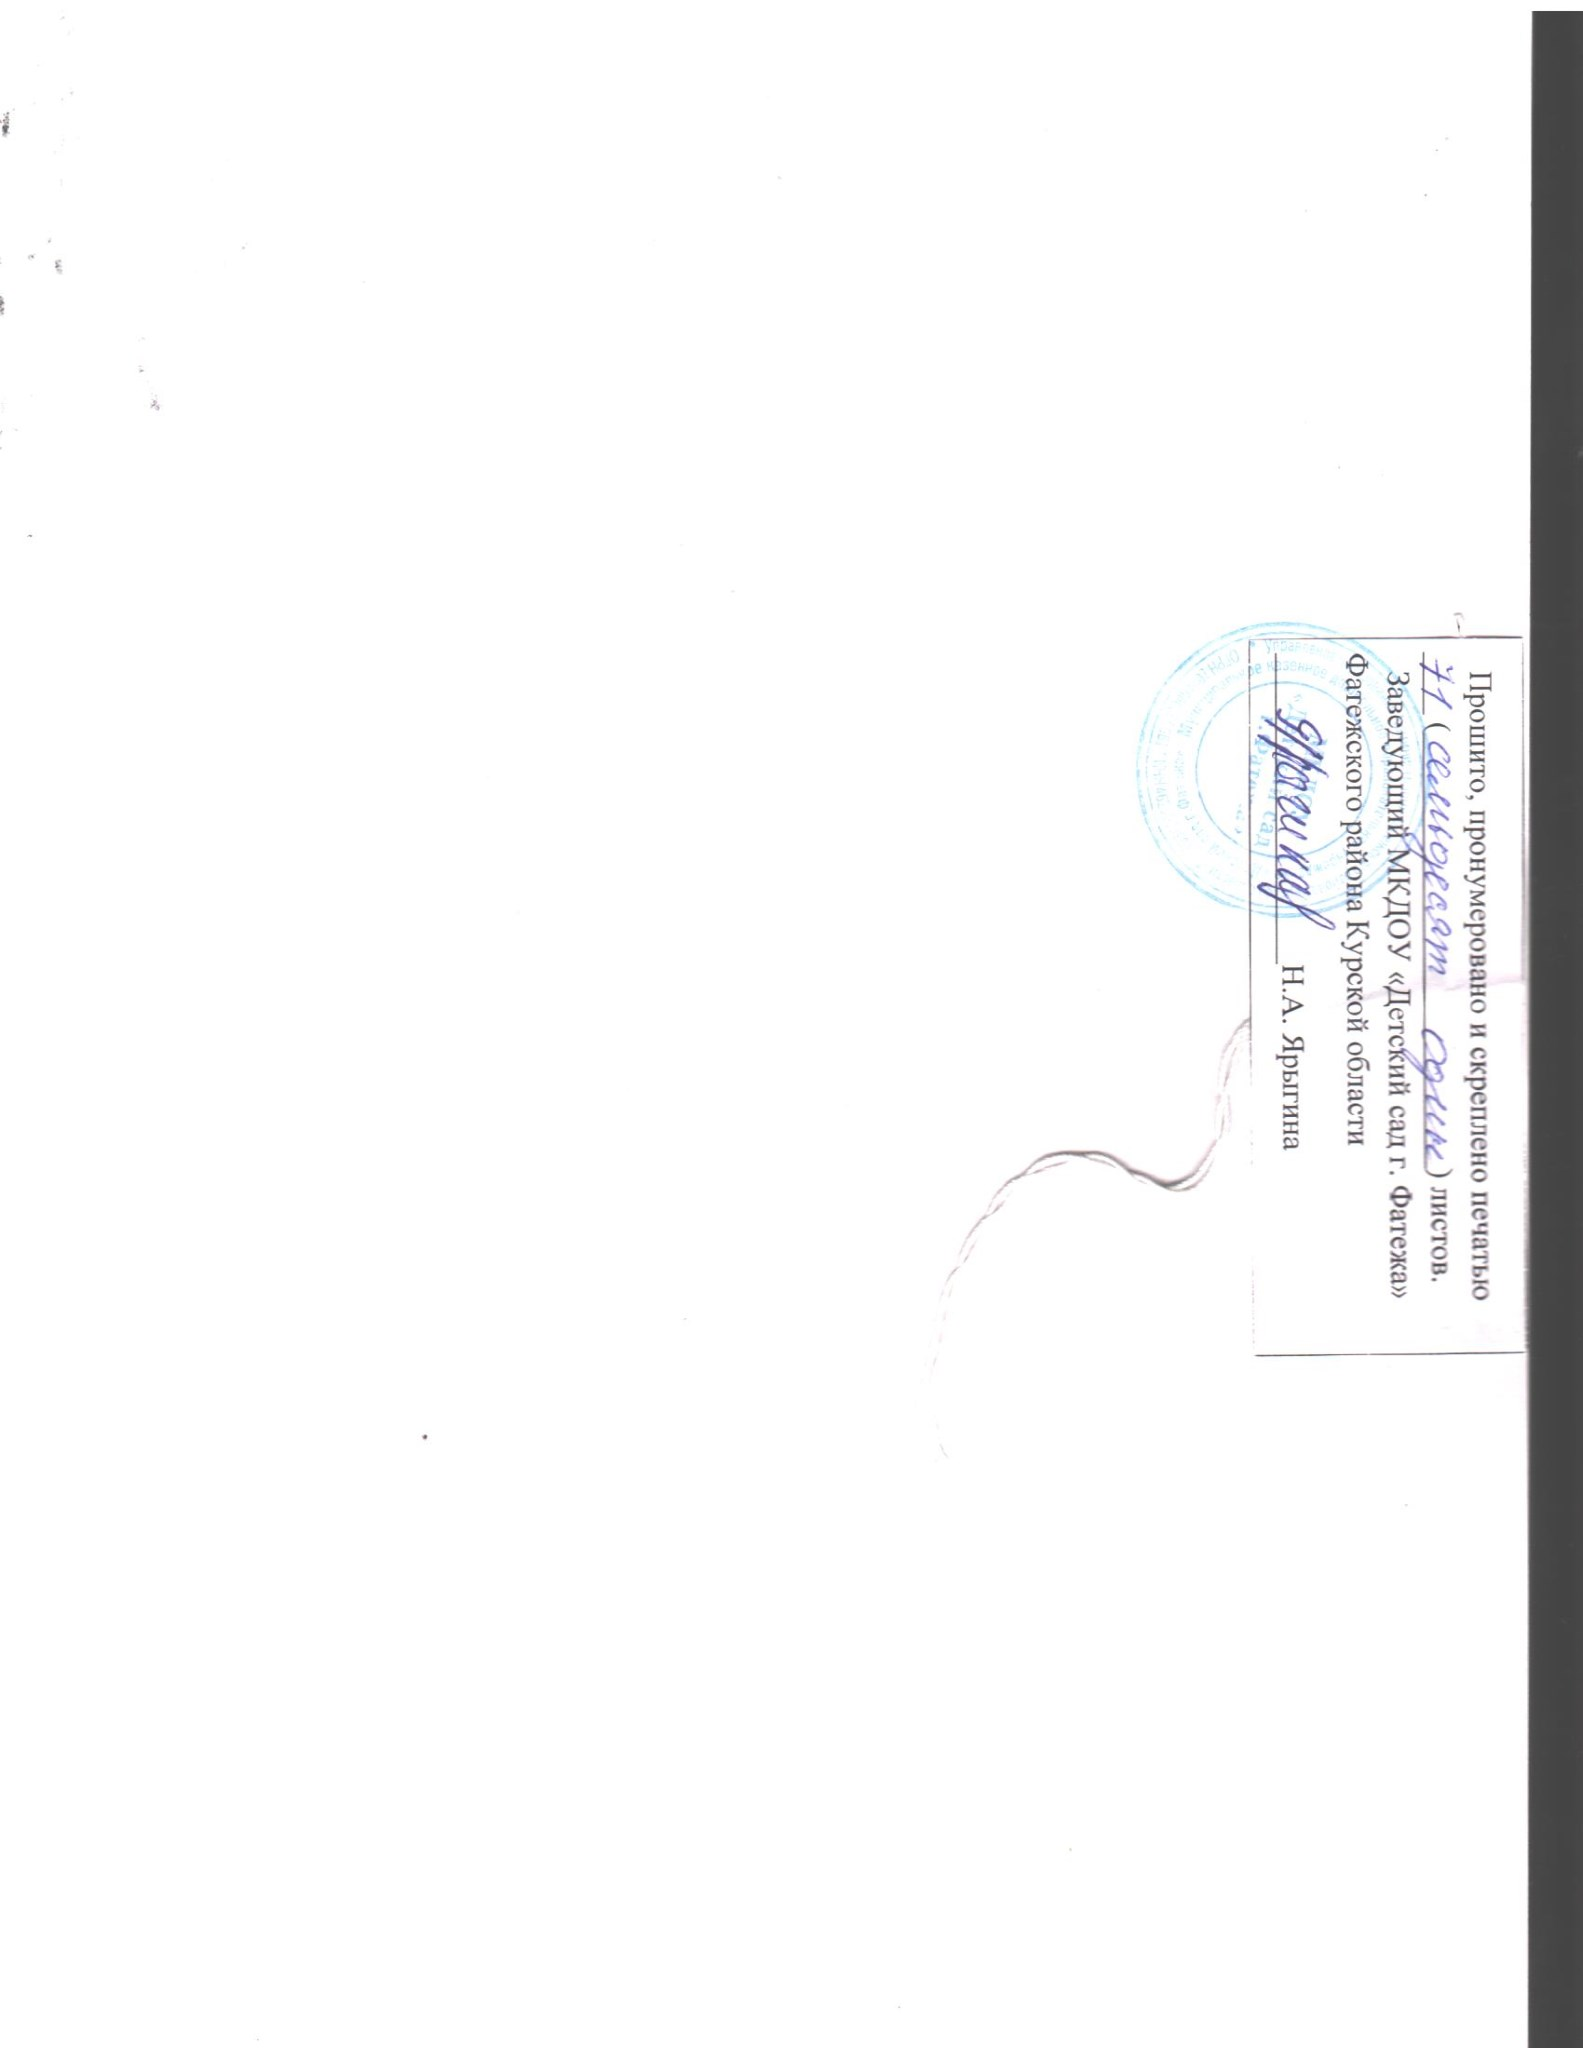 Прошито, пронумеровано и скреплено печатью
71 (семьдесят один) листов.
Заведующий МКДОУ «Детский сад г. Фатежа»
Фатежского района Курской области
Н.А. Ярыгина